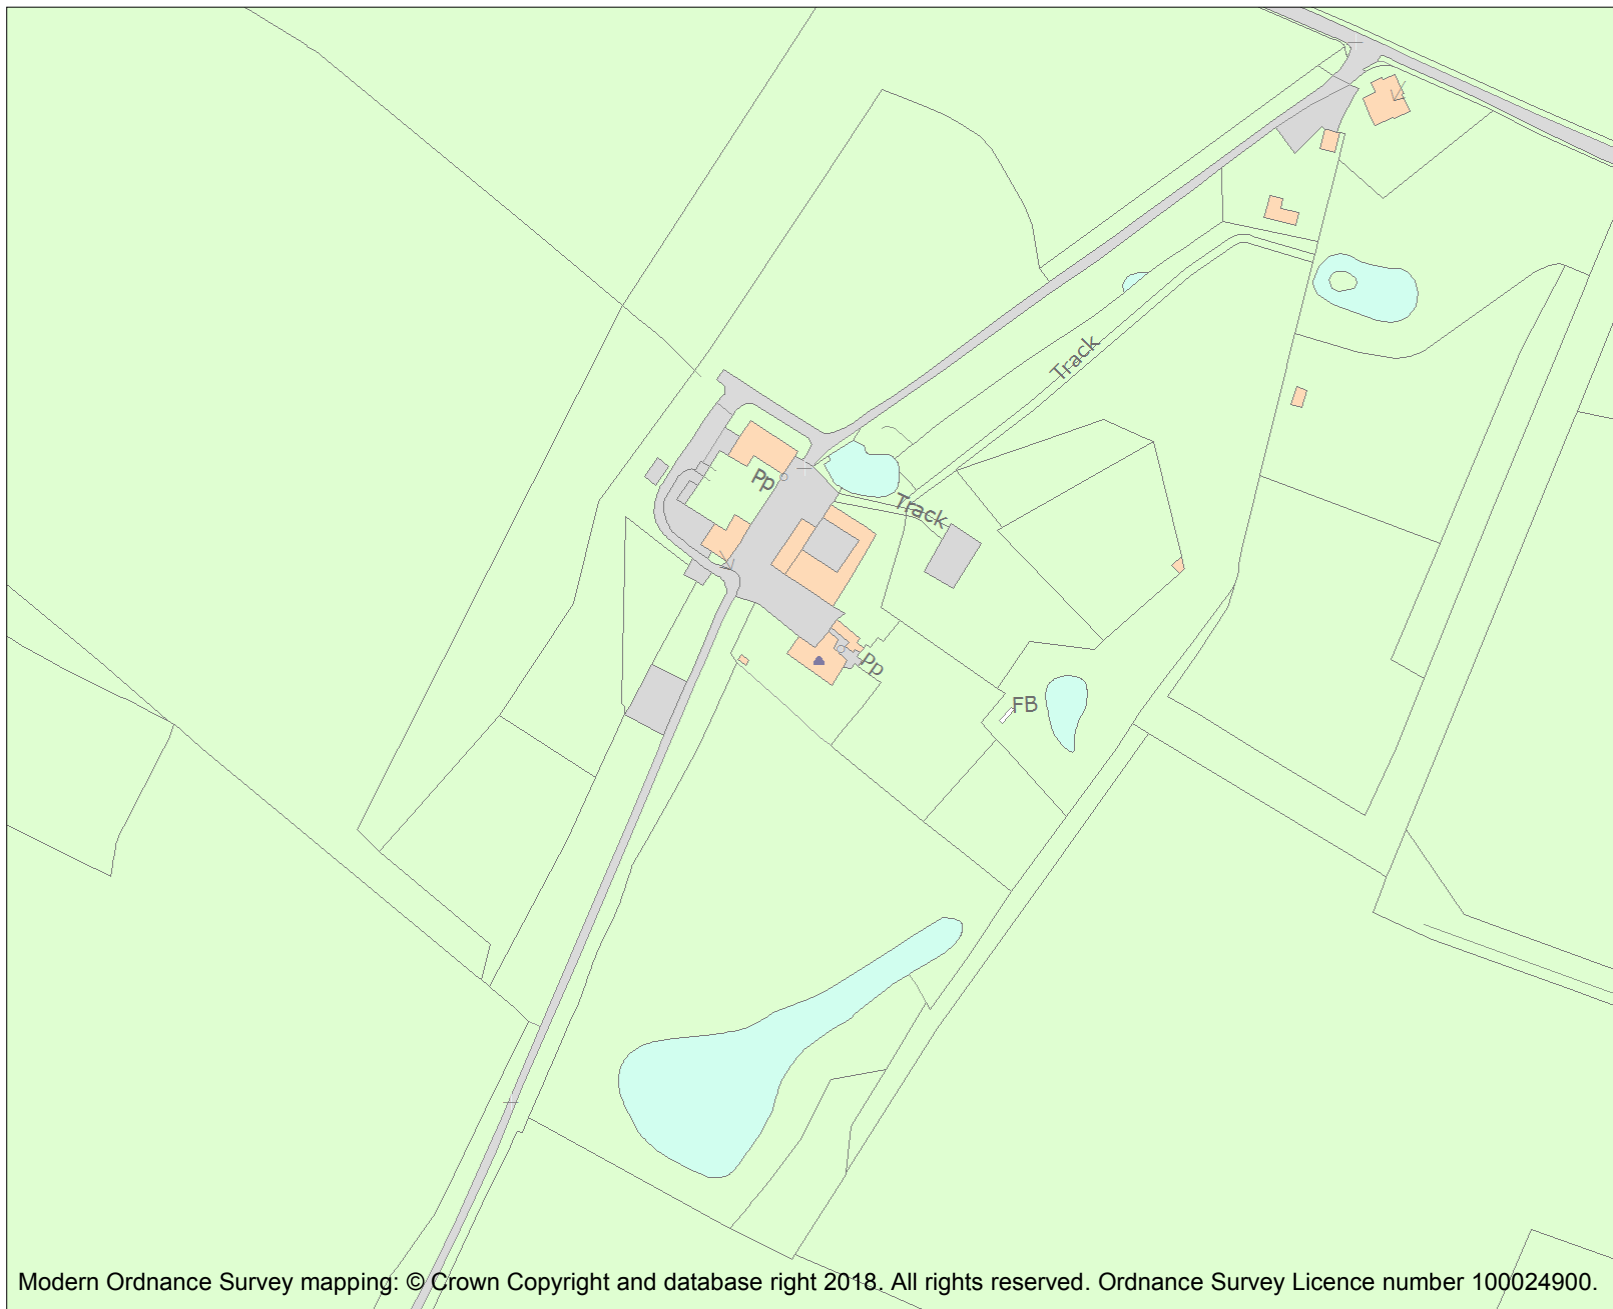 Track
Pp
Track
Pp
FB
Modern Ordnance Survey mapping: © Crown Copyright and database right 2018. All rights reserved. Ordnance Survey Licence number 100024900.